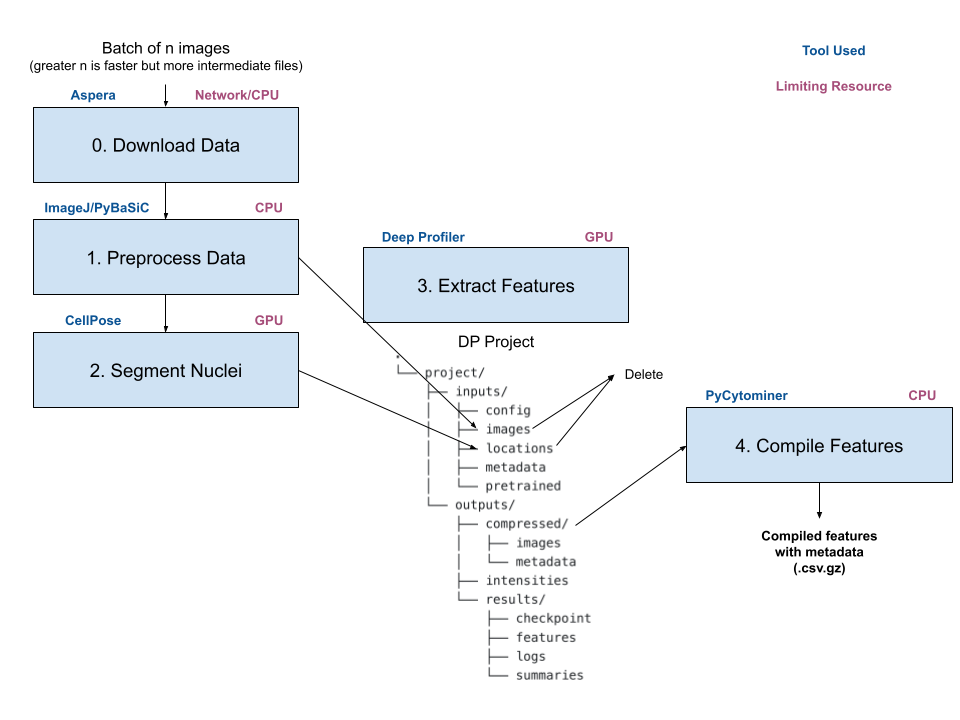 Batch of n images
(greater n is faster but more intermediate files)
Tool Used
Limiting Resource
Aspera Network/CPU
0. Download Data
ImageJ/PyBaSiC CPU
1. Preprocess Data
CellPose GPU
2. Segment Nuclei
Deep Profiler GPU
3. Extract Features
DP Project
.
└── project/
├── inputs/
│ ├── config
│ ├── images
│ ├── locations
│ ├── metadata
│ └── pretrained
└── outputs/
├── compressed/
│ ├── images
│ └── metadata
├── intensities
└── results/
├── checkpoint
├── features
├── logs
└── summaries
Delete
PyCytominer CPU
4. Compile Features
Compiled features
with metadata
(.csv.gz)